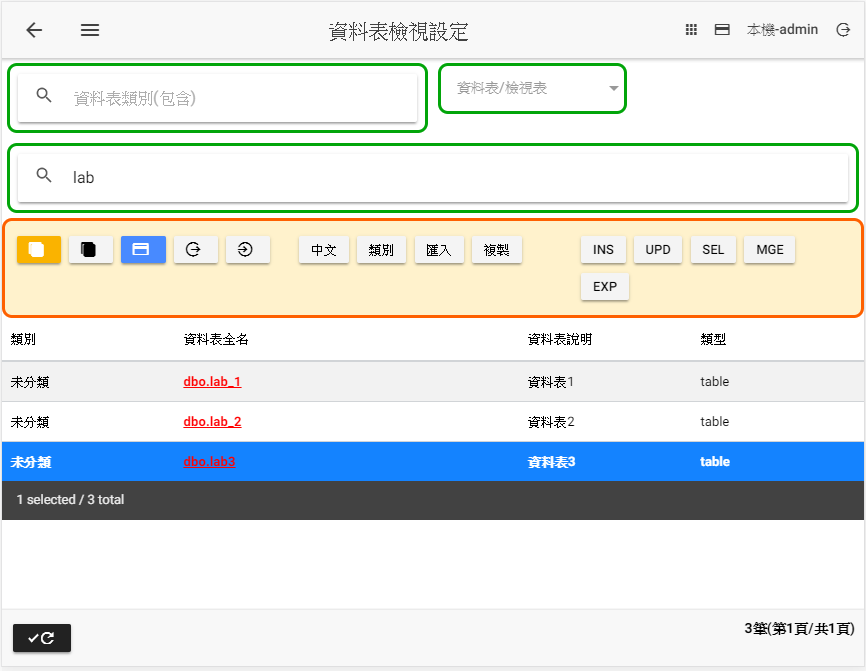 資料表檢視設定
本機-admin
資料表類別(包含)
資料表/檢視表
lab
中文 類別 匯入 複製 INS UPD SEL MGE
EXP
類別 資料表全名 資料表說明 類型
未分類 dbo.lab_1 資料表1 table
未分類 dbo.lab_2 資料表2 table
未分類 dbo.lab3 資料表3 table
1 selected / 3 total
3筆(第1頁/共1頁)